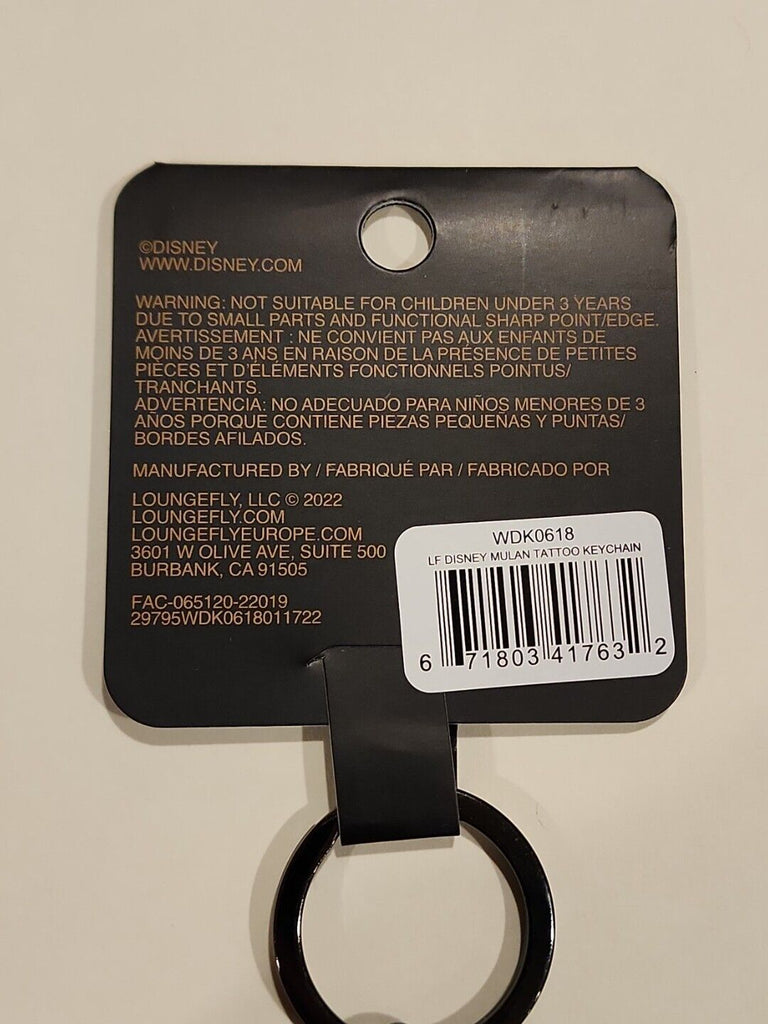 ©DISNEY
WWW.DISNEY.COM
WARNING: NOT SUITABLE FOR CHILDREN UNDER 3 YEARS
DUE TO SMALL PARTS AND FUNCTIONAL SHARP POINT/EDGE.
AVERTISSEMENT : NE CONVIENT PAS AUX ENFANTS DE
MOINS DE 3 ANS EN RAISON DE LA PRÉSENCE DE PETITES
PIÈCES ET D'ÉLÉMENTS FONCTIONNELS POINTUS/
TRANCHANTS.
ADVERTENCIA: NO ADECUADO PARA NIÑOS MENORES DE 3
AÑOS PORQUE CONTIENE PIEZAS PEQUEÑAS Y PUNTAS/
BORDES AFILADOS.
MANUFACTURED BY / FABRIQUÉ PAR / FABRICADO POR
LOUNGEFLY, LLC © 2022
LOUNGEFLY.COM
LOUNGEFLYEUROPE.COM
3601 W OLIVE AVE, SUITE 500
BURBANK, CA 91505
FAC-065120-22019
29795WDK0618011722
WDK0618
LF DISNEY MULAN TATTOO KEYCHAIN
6 71803 41763 2